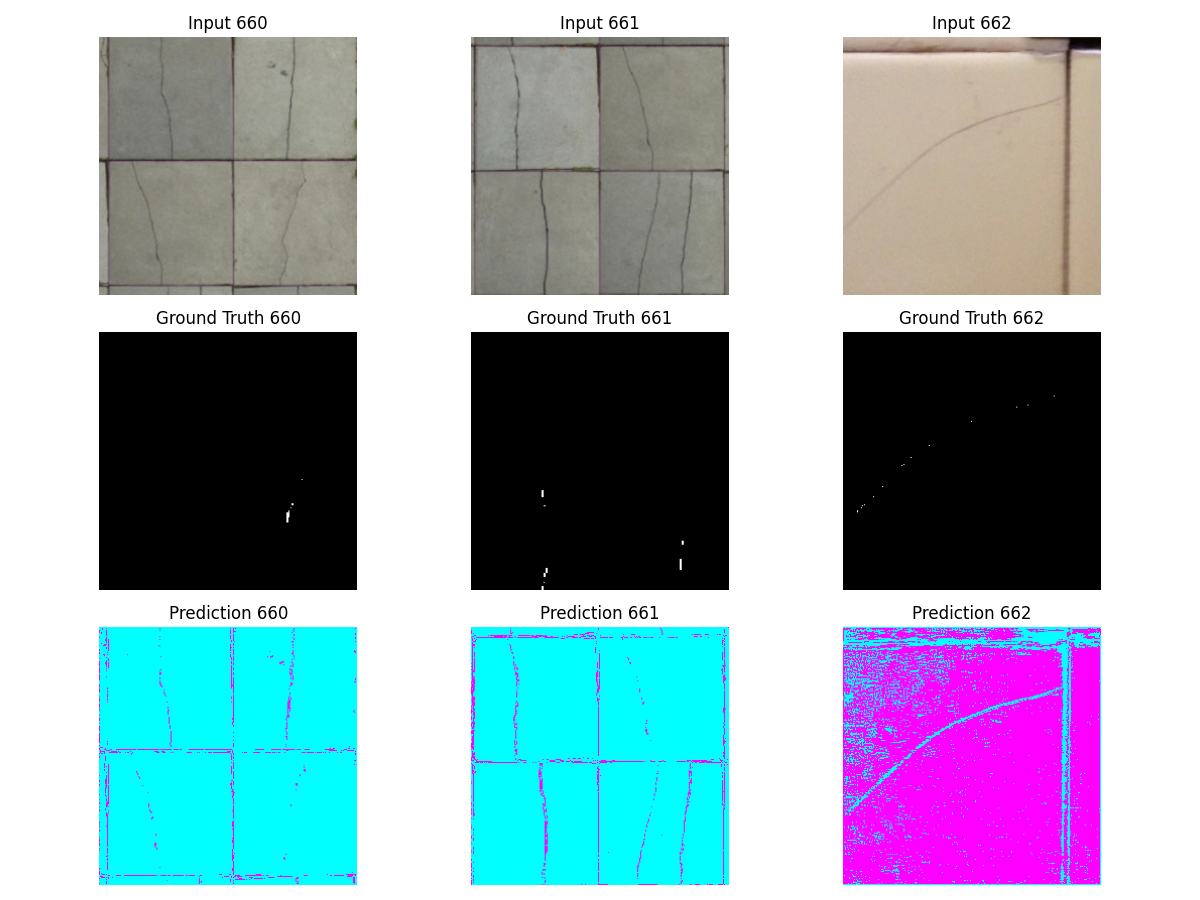 Input 660
Input 661
Input 662
Ground Truth 660
Ground Truth 661
Ground Truth 662
Prediction 660
Prediction 661
Prediction 662